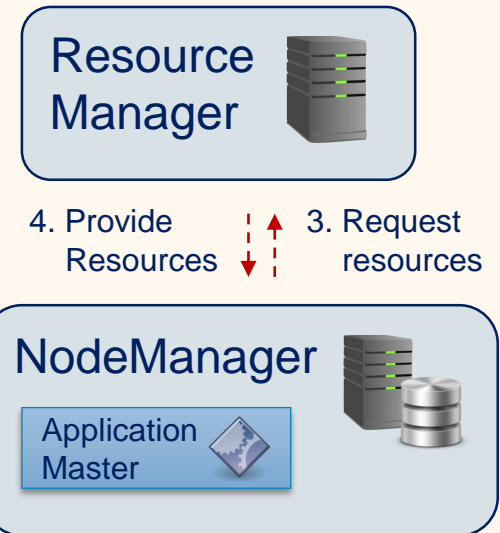 Resource
Manager
4. Provide
Resources
3. Request
resources
NodeManager
Application
Master